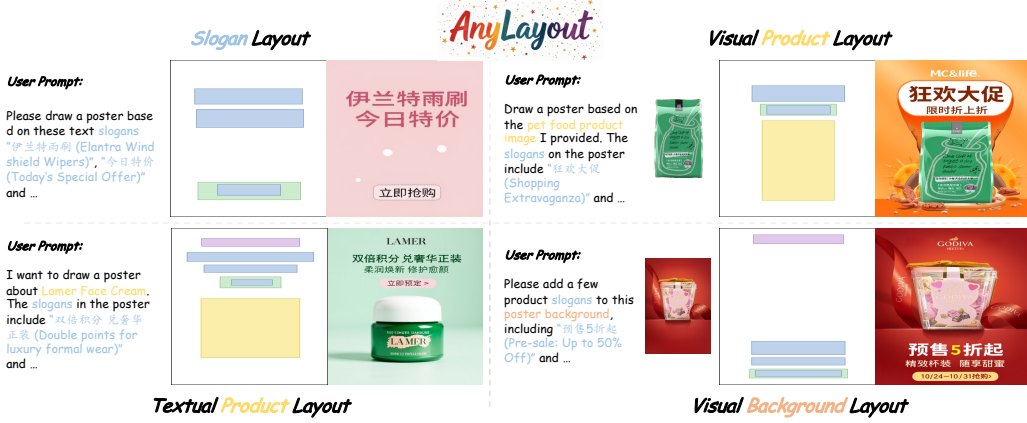 AnyLayout
Slogan Layout
User Prompt:
Please draw a poster base
d on these text slogans
"伊兰特雨刷 (Elantra Wind
shield Wipers)", "今日特价
(Today's Special Offer)"
and ...
伊兰特雨刷
今日特价
立即抢购
Visual Product Layout
User Prompt:
Draw a poster based on
the pet food product
image I provided. The
slogans on the poster
include "狂欢大促
(Shopping
Extravaganza)" and ...
MC&life
狂欢大促
限时折上折
User Prompt:
I want to draw a poster
about Lamer Face Cream.
The slogans in the poster
include "双倍积分 兑奢华
正装 (Double points for
luxury formal wear)"
and ...
LAMER
双倍积分 兑奢华正装
柔润焕新 修护愈颜
立即预定 >
LAMER
Textual Product Layout
User Prompt:
Please add a few
product slogans to this
poster background,
including "预售5折起
(Pre-sale: Up to 50%
Off)" and ...
GODIVA
预售5折起
精致杯装 随享甜蜜
10/24-10/31抢购>
Visual Background Layout